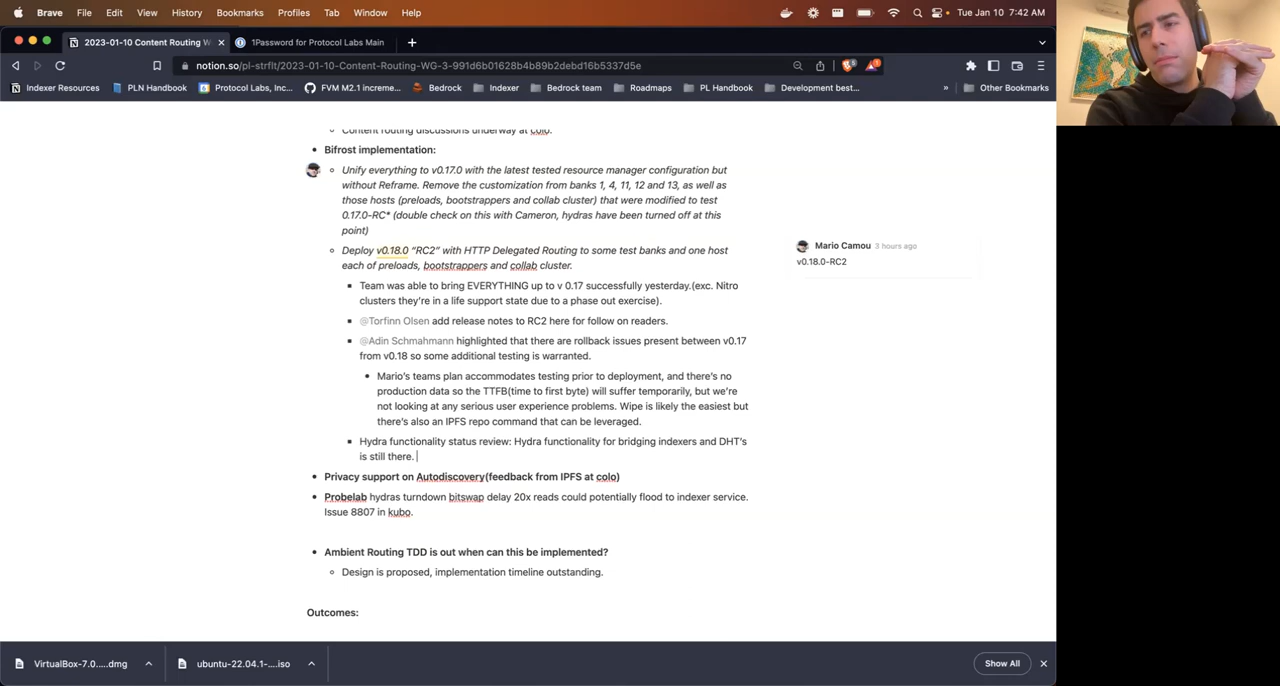 Brave File Edit View History Bookmarks Profiles Tab Window Help Tue Jan 10 7:42 AM
2023-01-10 Content Routing W 1Password for Protocol Labs Main
notion.so/pl-strflt/2023-01-10-Content-Routing-WG-3-991d6b01628b4b89b2debd16b5337d5e
Indexer Resources PLN Handbook Protocol Labs, Inc... FVM M2.1 increme... Bedrock Indexer Bedrock team Roadmaps PL Handbook Development best... » Other Bookmarks
Content routing discussions underway at colo.
Bifrost implementation:
Unify everything to v0.17.0 with the latest tested resource manager configuration but
without Reframe. Remove the customization from banks 1, 4, 11, 12 and 13, as well as
those hosts (preloads, bootstrappers and collab cluster) that were modified to test
0.17.0-RC* (double check on this with Cameron, hydras have been turned off at this
point)
Deploy v0.18.0 “RC2” with HTTP Delegated Routing to some test banks and one host
each of preloads, bootstrappers and collab cluster.
Mario Camou 3 hours ago
v0.18.0-RC2
Team was able to bring EVERYTHING up to v 0.17 successfully yesterday.(exc. Nitro
clusters they’re in a life support state due to a phase out exercise).
@Torfinn Olsen add release notes to RC2 here for follow on readers.
@Adin Schmahmann highlighted that there are rollback issues present between v0.17
from v0.18 so some additional testing is warranted.
Mario’s teams plan accommodates testing prior to deployment, and there’s no
production data so the TTFB(time to first byte) will suffer temporarily, but we’re
not looking at any serious user experience problems. Wipe is likely the easiest but
there’s also an IPFS repo command that can be leveraged.
Hydra functionality status review: Hydra functionality for bridging indexers and DHT’s
is still there.
Privacy support on Autodiscovery(feedback from IPFS at colo)
Probelab hydras turndown bitswap delay 20x reads could potentially flood to indexer service.
Issue 8807 in kubo.
Ambient Routing TDD is out when can this be implemented?
Design is proposed, implementation timeline outstanding.
Outcomes:
VirtualBox-7.0.....dmg ubuntu-22.04.1-....iso Show All